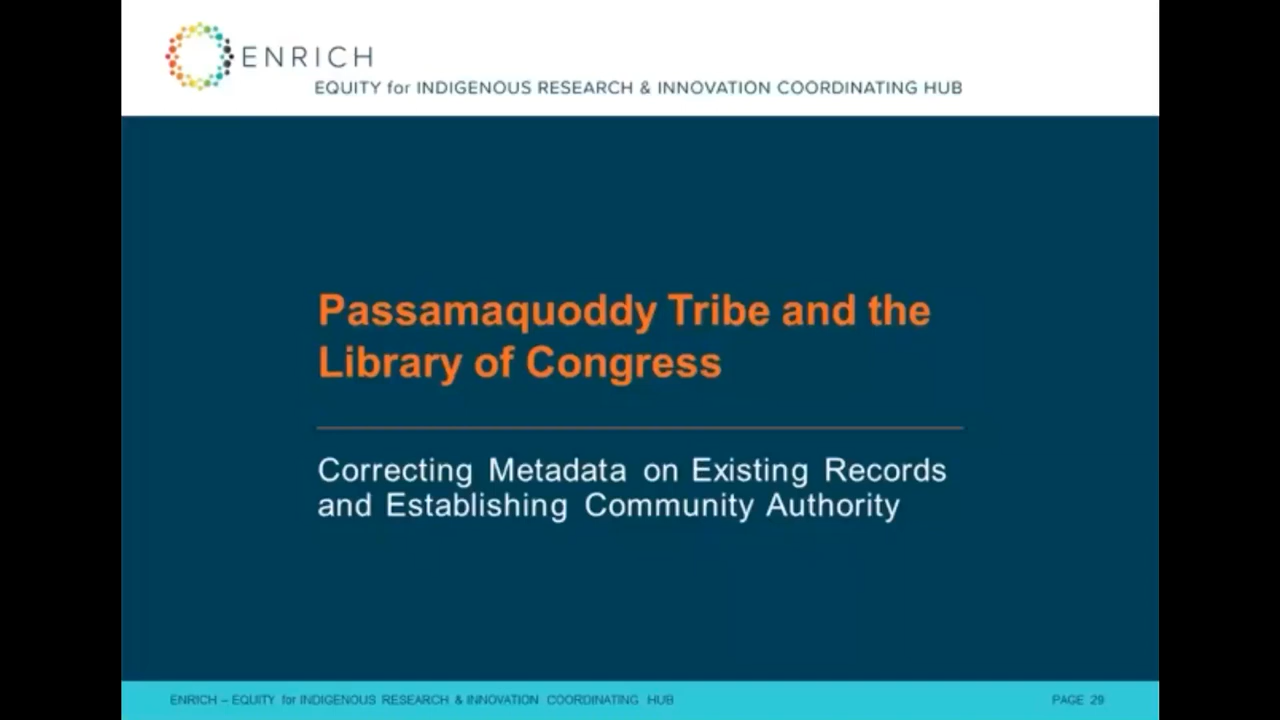 ENRICH
EQUITY for INDIGENOUS RESEARCH & INNOVATION COORDINATING HUB
Passamaquoddy Tribe and the
Library of Congress
Correcting Metadata on Existing Records
and Establishing Community Authority
ENRICH – EQUITY for INDIGENOUS RESEARCH & INNOVATION COORDINATING HUB
PAGE 29